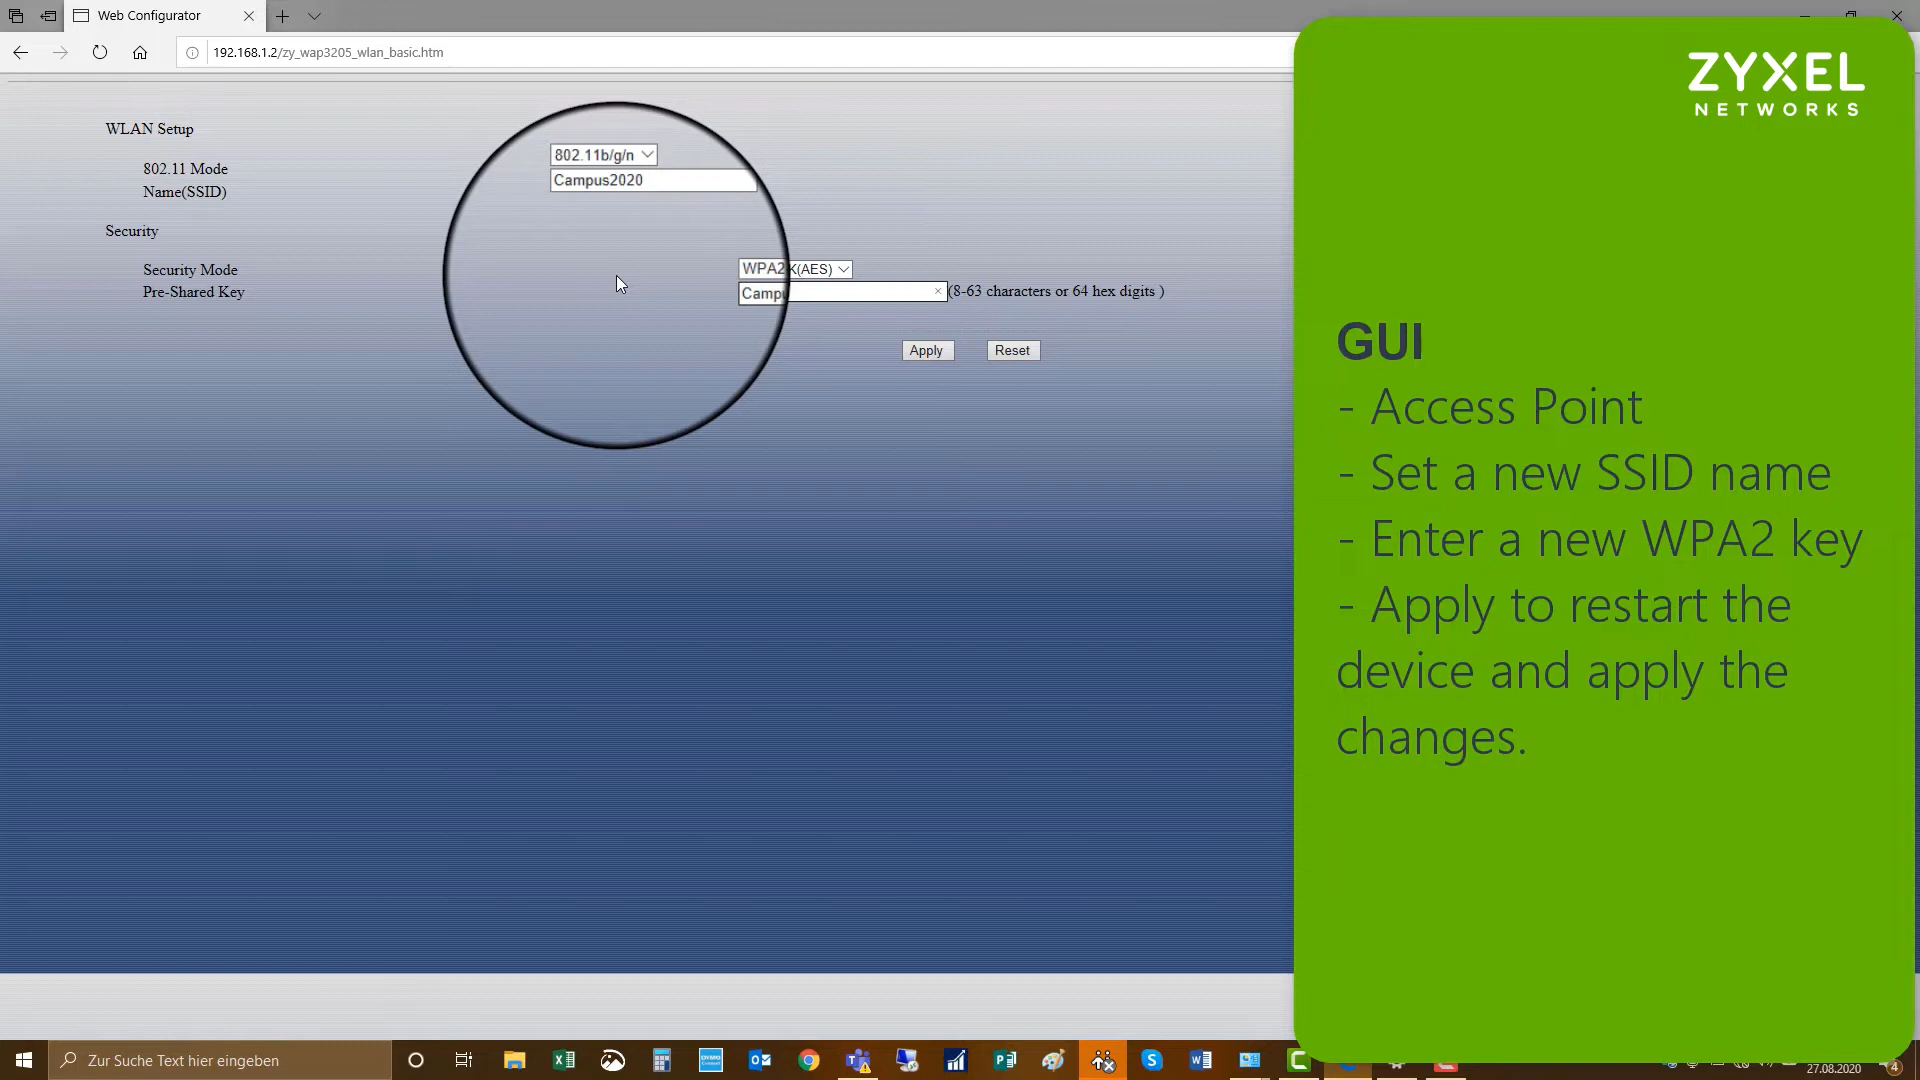 Web Configurator
192.168.1.2/zy_wap3205_wlan_basic.htm
WLAN Setup
802.11 Mode
802.11b/g/n
Name(SSID)
Campus2020
Security
Security Mode
WPA2 K(AES)
Pre-Shared Key
Campu
(8-63 characters or 64 hex digits )
Apply
Reset
ZYXEL
NETWORKS
GUI
- Access Point
- Set a new SSID name
- Enter a new WPA2 key
- Apply to restart the
device and apply the
changes.
Zur Suche Text hier eingeben
27.08.2020
4